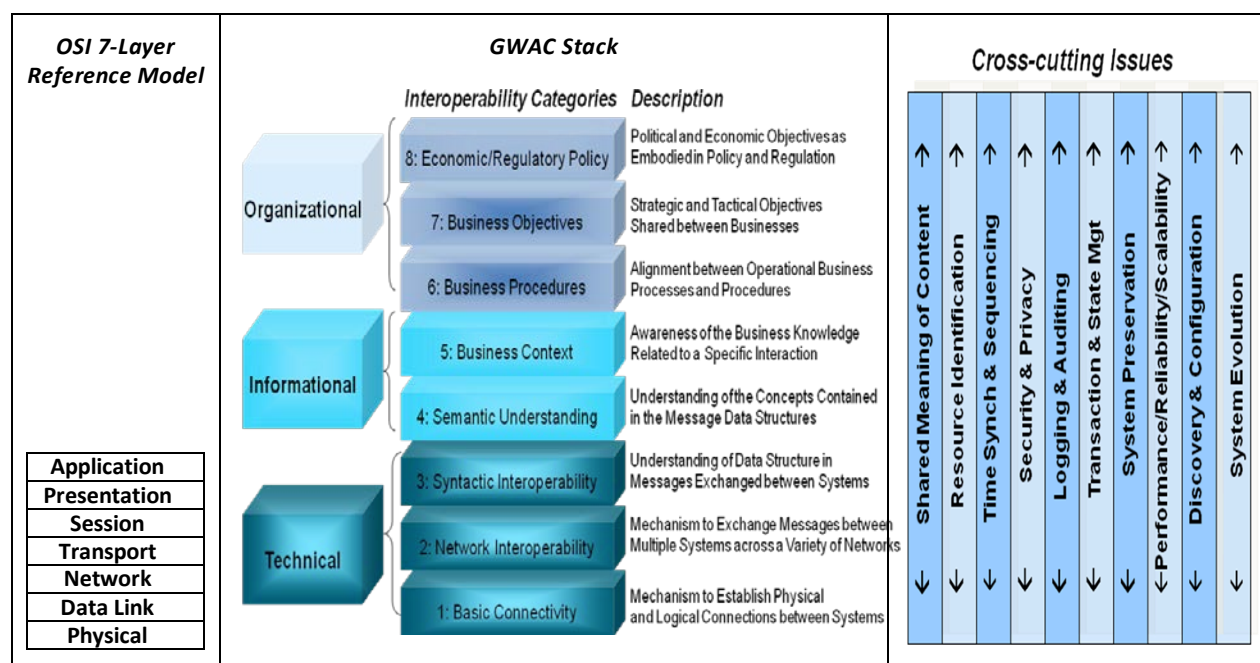 OSI 7-Layer
Reference Model
Application
Presentation
Session
Transport
Network
Data Link
Physical
GWAC Stack
Interoperability Categories
Description
Organizational
8: Economic/Regulatory Policy
Political and Economic Objectives as
Embodied in Policy and Regulation
7: Business Objectives
Strategic and Tactical Objectives
Shared between Businesses
6: Business Procedures
Alignment between Operational Business
Processes and Procedures
Informational
5: Business Context
Awareness of the Business Knowledge
Related to a Specific Interaction
4: Semantic Understanding
Understanding of the Concepts Contained
in the Message Data Structures
Technical
3: Syntactic Interoperability
Understanding of Data Structure in
Messages Exchanged between Systems
2: Network Interoperability
Mechanism to Exchange Messages between
Multiple Systems across a Variety of Networks
1: Basic Connectivity
Mechanism to Establish Physical
and Logical Connections between Systems
Cross-cutting Issues
Shared Meaning of Content
Resource Identification
Time Synch & Sequencing
Security & Privacy
Logging & Auditing
Transaction & State Mgt
System Preservation
Performance/Reliability/Scalability
Discovery & Configuration
System Evolution